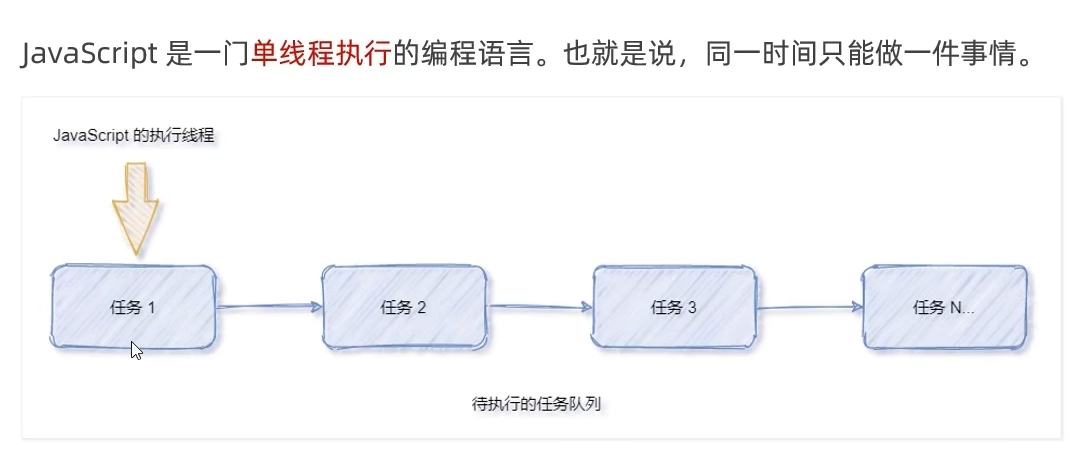 JavaScript 是一门单线程执行的编程语言。也就是说，同一时间只能做一件事情。
JavaScript 的执行线程
任务 1
任务 2
任务 3
任务 N...
待执行的任务队列